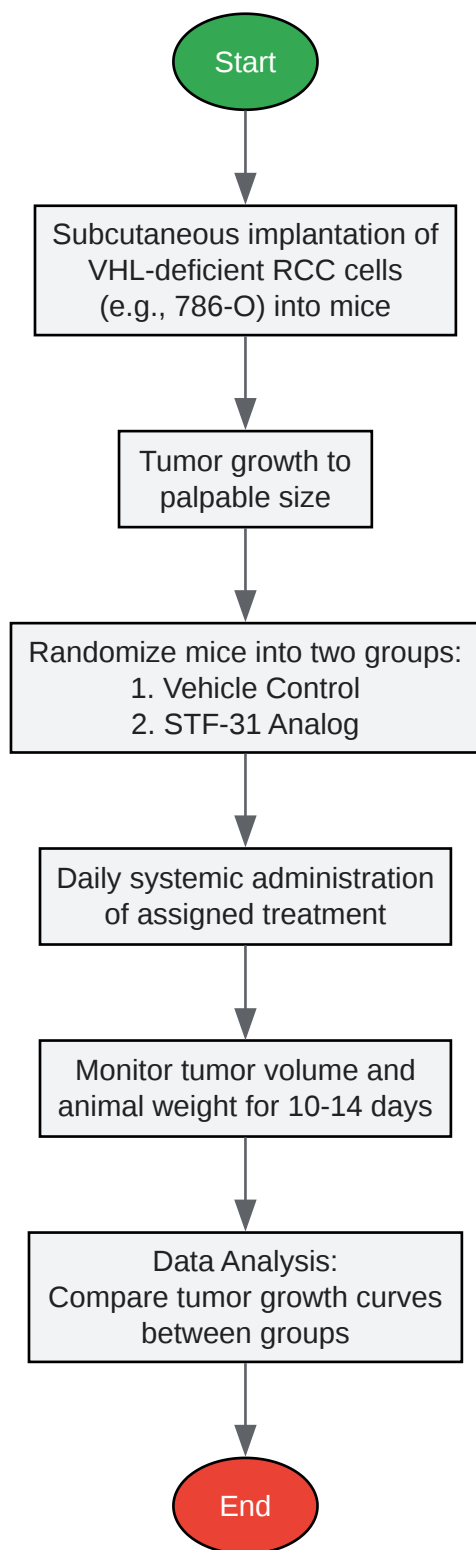 Start
Subcutaneous implantation of
VHL-deficient RCC cells
(e.g., 786-O) into mice
Tumor growth to
palpable size
Randomize mice into two groups:
1. Vehicle Control
2. STF-31 Analog
Daily systemic administration
of assigned treatment
Monitor tumor volume and
animal weight for 10-14 days
Data Analysis:
Compare tumor growth curves
between groups
End